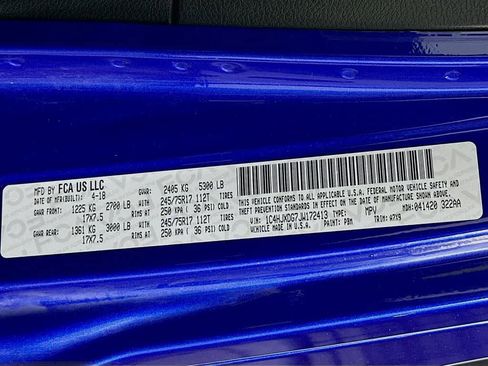 MFD BY FCA US LLC
DATE OF MFR(BUILT): 4-18 GVWR: 2405 KG 5300 LB
GAWR FRONT: 1225 KG 2700 LB 245/75R17 112T TIRES
17X7.5 RIMS AT 250 KPA ( 36 PSI) COLD
GAWR REAR: 1361 KG 3000 LB 245/75R17 112T TIRES
17X7.5 RIMS AT 250 KPA ( 36 PSI) COLD
THIS VEHICLE CONFORMS TO ALL APPLICABLE U.S.A. FEDERAL MOTOR VEHICLE SAFETY, BUMPER AND
THEFT PREVENTION STANDARDS IN EFFECT ON THE DATE OF MANUFACTURE SHOWN ABOVE.
VIN: 1C4HJXDG7JW172413 TYPE: MPV MDH: 041420 322AA
MADE IN U.S.A. PAINT: PBM TRIM: A7X9